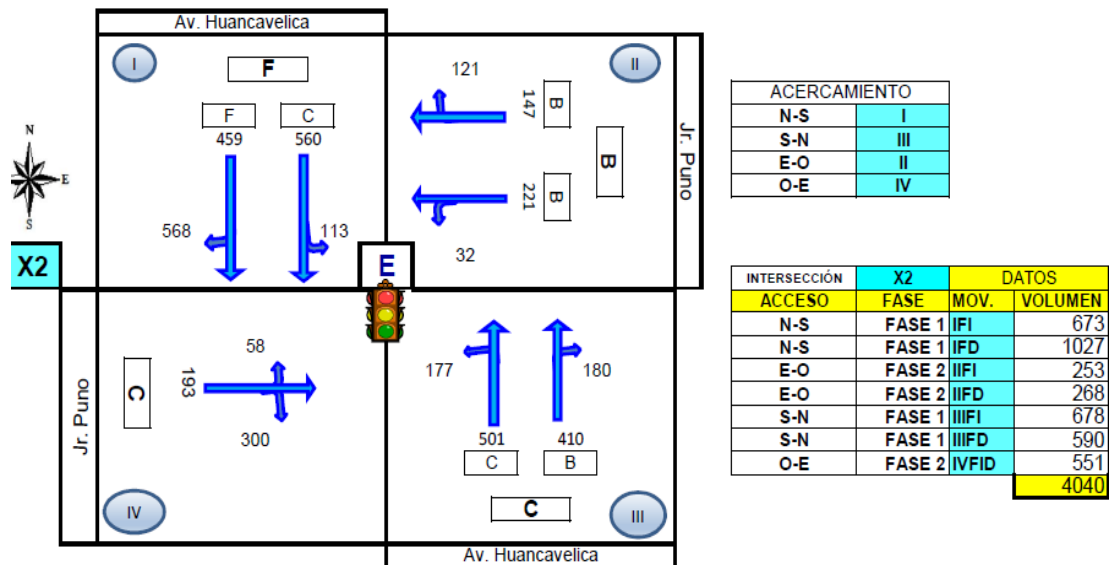 Av. Huancavelica
I
F
F
C
459
560
568
113
121
147
B
221
B
32
B
II
Jr. Puno
N
E
S
X2
E
Jr. Puno
C
193
58
300
IV
177
180
501
410
C
B
C
III
Av. Huancavelica
ACERCAMIENTO
N-S I
S-N III
E-O II
O-E IV
INTERSECCIÓN X2 DATOS
ACCESO FASE MOV. VOLUMEN
N-S FASE 1 IFI 673
N-S FASE 1 IFD 1027
E-O FASE 2 IIFI 253
E-O FASE 2 IIFD 268
S-N FASE 1 IIIFI 678
S-N FASE 1 IIIFD 590
O-E FASE 2 IVFID 551
4040